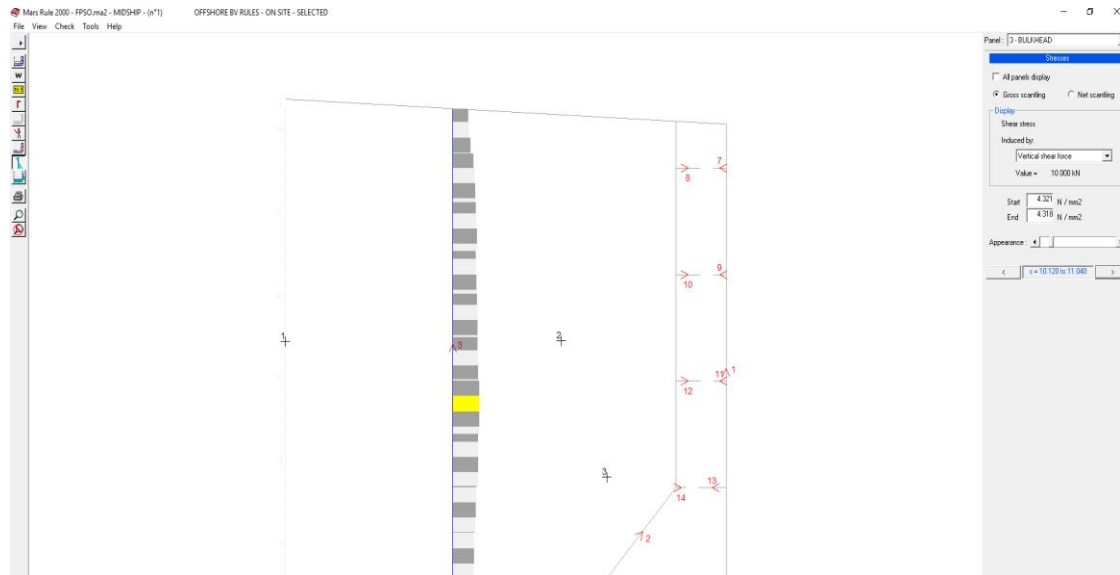 Mars Rule 2000 - FPSO.ma2 - MIDSHIP - (n°1) OFFSHORE BV RULES - ON SITE - SELECTED
File View Check Tools Help
Panel : 3 - BULKHEAD
Stresses
All panels display
Gross scantling Net scantling
Display
Shear stress
Induced by:
Vertical shear force
Value = 10 000 kN
Start 4.321 N / mm2
End 4.318 N / mm2
Appearance :
< s = 10.120 to 11.040 >
W
7
8
9
10
1
2
3
11 1
12
3
13
14
2